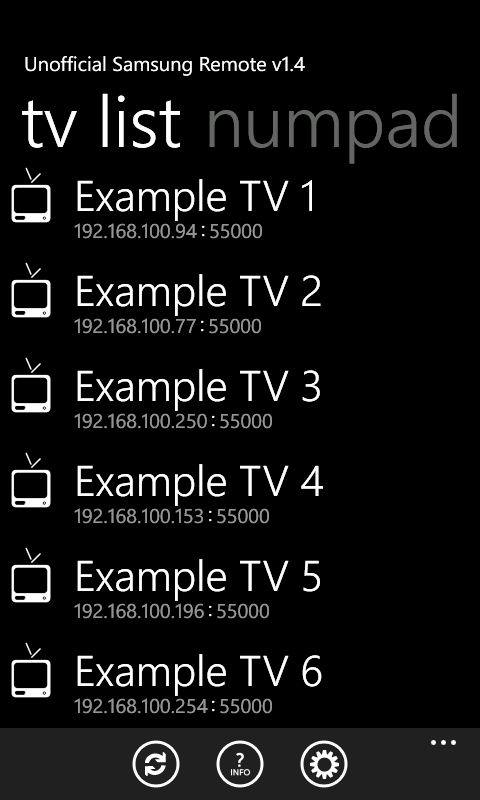 Unofficial Samsung Remote v1.4
tv list numpad
Example TV 1
192.168.100.94:55000
Example TV 2
192.168.100.77:55000
Example TV 3
192.168.100.250:55000
Example TV 4
192.168.100.153:55000
Example TV 5
192.168.100.196:55000
Example TV 6
192.168.100.254:55000
?
INFO